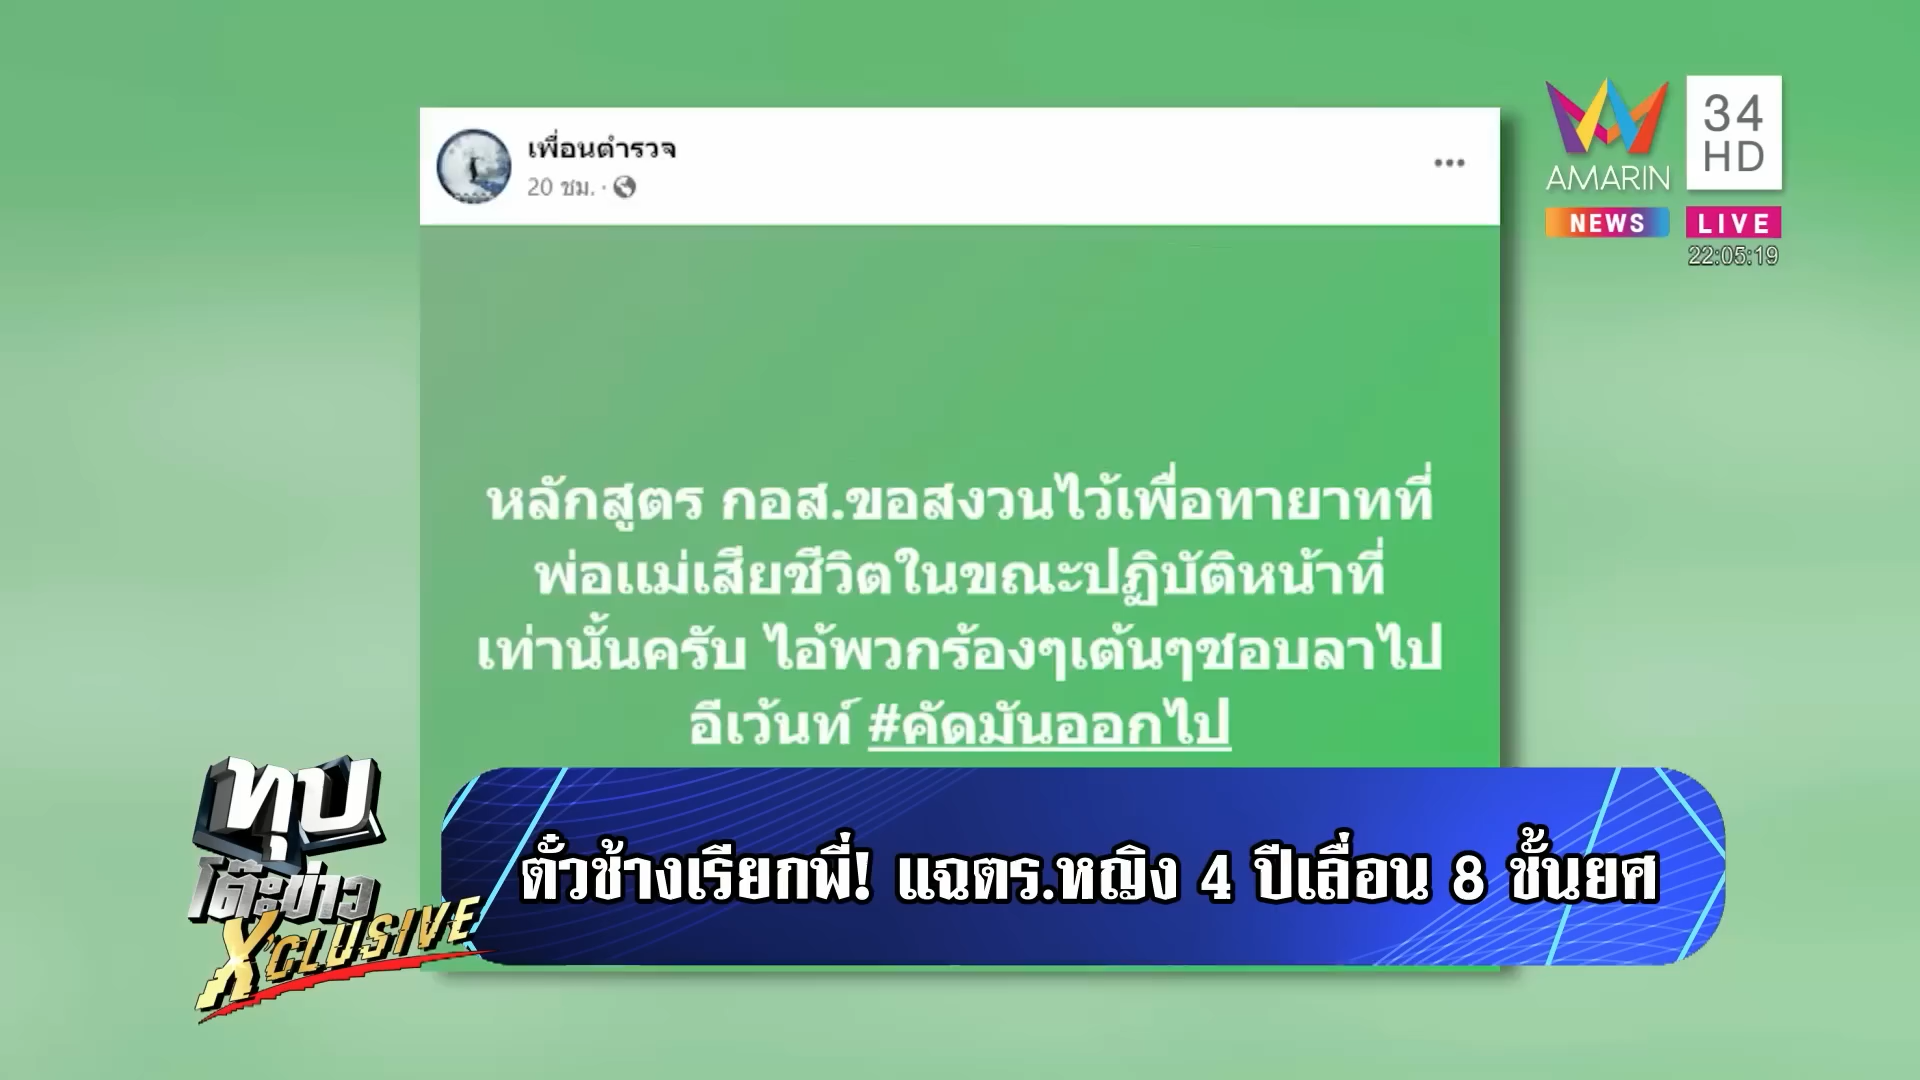 เพื่อนตำรวจ
20 ชม.
หลักสูตร กอส.ขอสงวนไว้เพื่อทายาทที่
พ่อแม่เสียชีวิตในขณะปฏิบัติหน้าที่
เท่านั้นครับ ไอ้พวกร้องๆเต้นๆชอบลาไป
อีเว้นท์ #คัดมันออกไป
AMARIN
34
HD
NEWS
LIVE
22:05:19
ทุบ
โต๊ะข่าว
X'CLUSIVE
ตั๋วช้างเรียกพี่! แฉตร.หญิง 4 ปีเลื่อน 8 ชั้นยศ